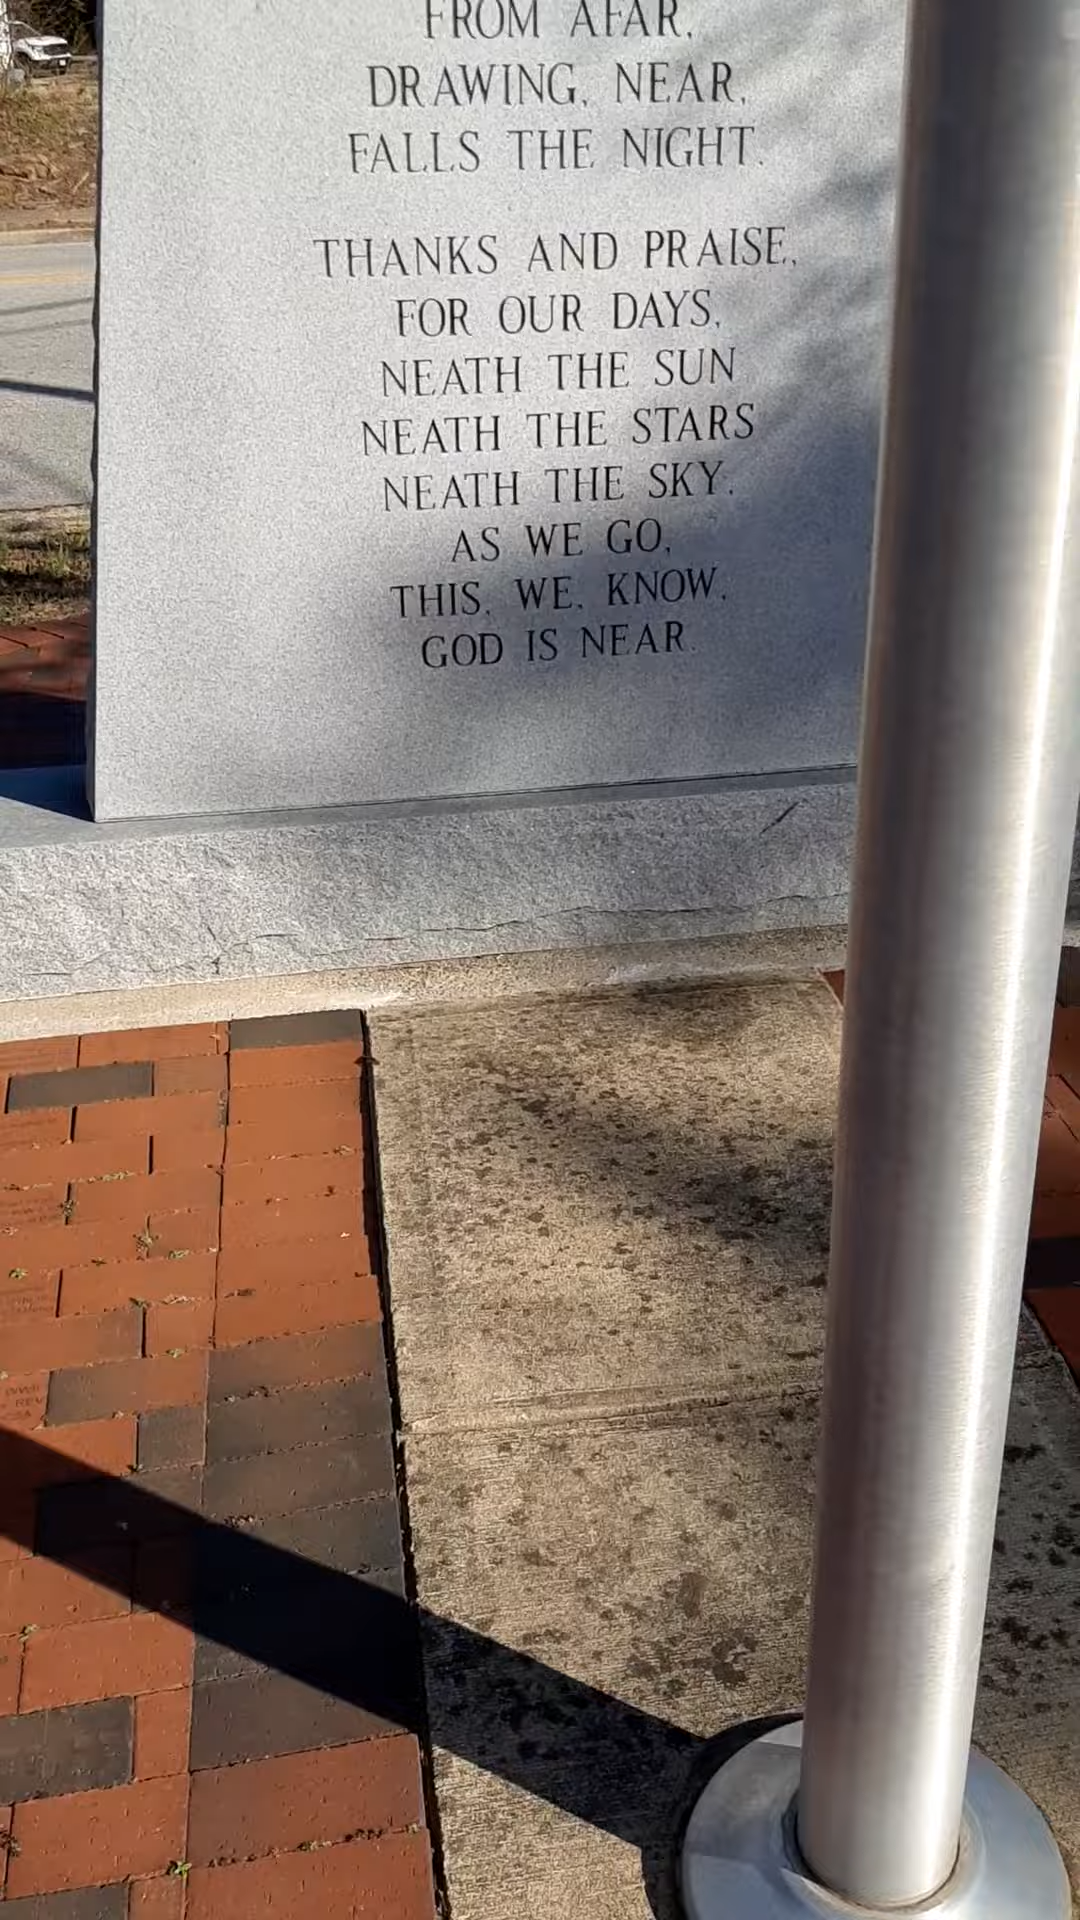 FROM AFAR,
DRAWING, NEAR,
FALLS THE NIGHT.
THANKS AND PRAISE,
FOR OUR DAYS,
NEATH THE SUN
NEATH THE STARS
NEATH THE SKY.
AS WE GO,
THIS, WE, KNOW,
GOD IS NEAR.